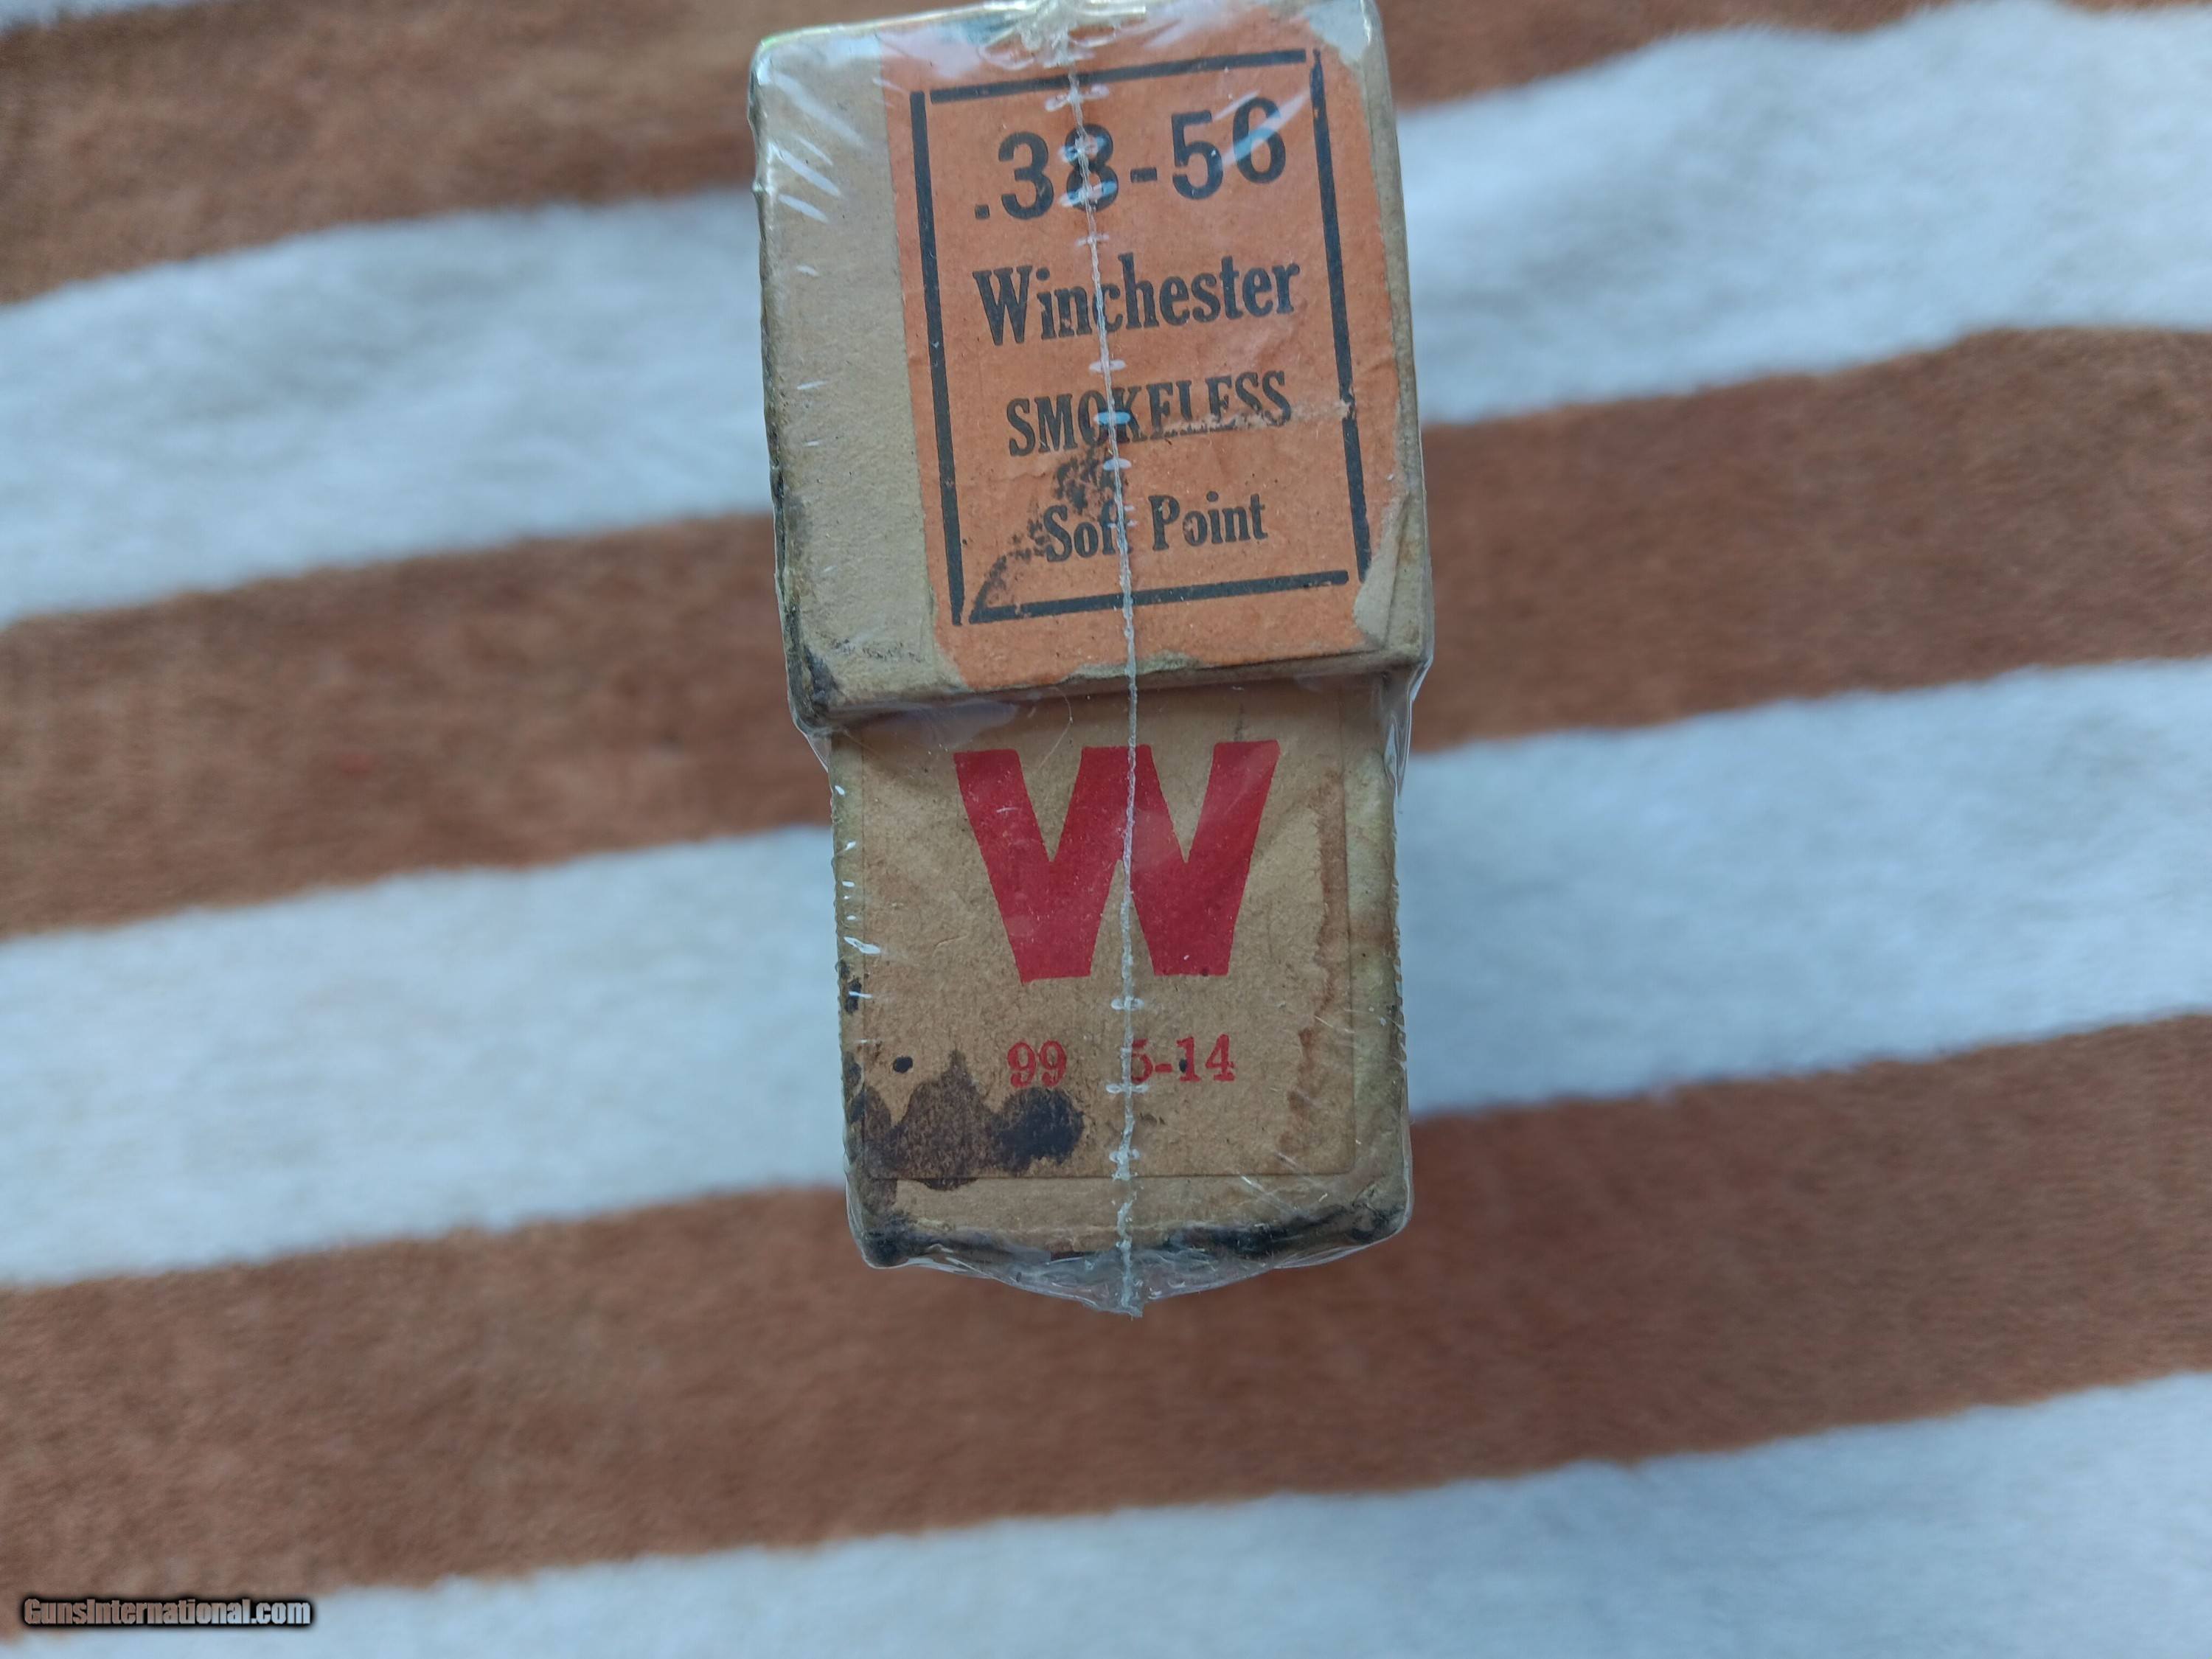 .38-56
Winchester
SMOKELESS
Soft Point
W
99 5-14
GunsInternational.com